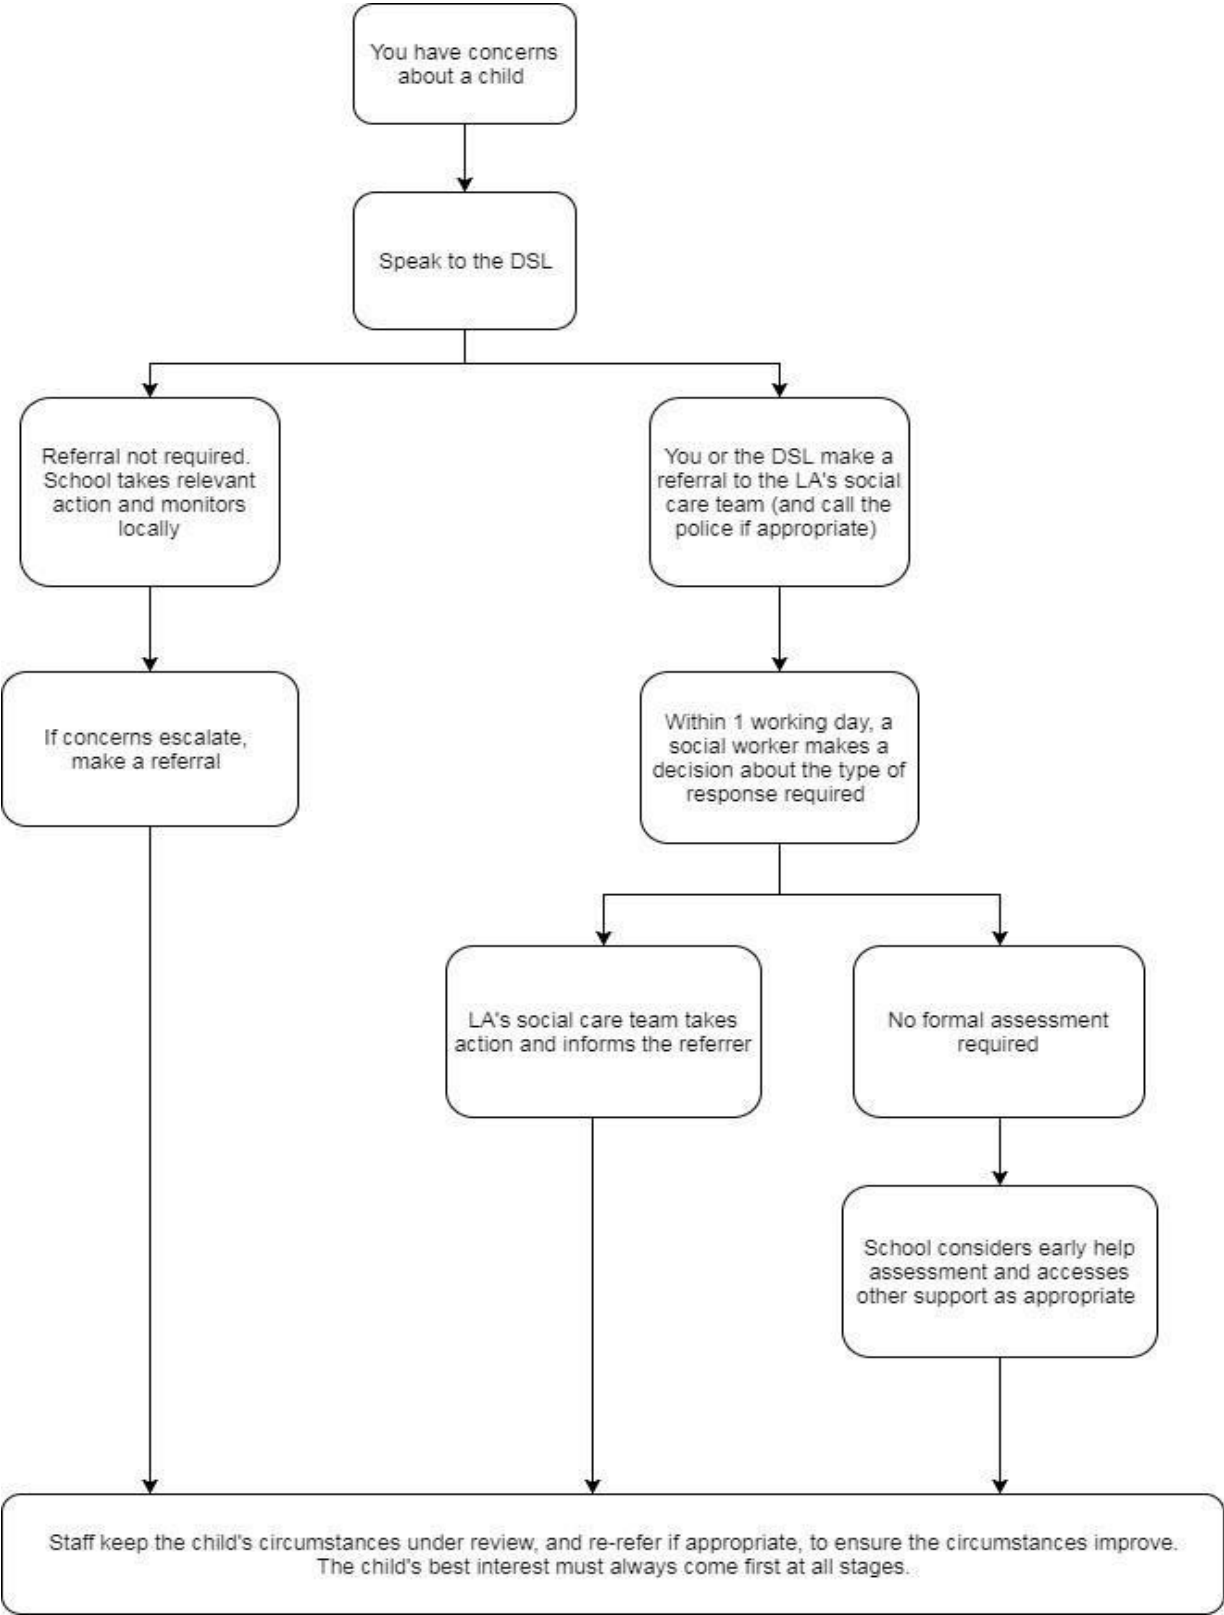 You have concerns
about a child
Speak to the DSL
Referral not required.
School takes relevant
action and monitors
locally
You or the DSL make a
referral to the LA's social
care team (and call the
police if appropriate)
If concerns escalate,
make a referral
Within 1 working day, a
social worker makes a
decision about the type of
response required
LA's social care team takes
action and informs the referrer
No formal assessment
required
School considers early help
assessment and accesses
other support as appropriate
Staff keep the child's circumstances under review, and re-refer if appropriate, to ensure the circumstances improve.
The child's best interest must always come first at all stages.